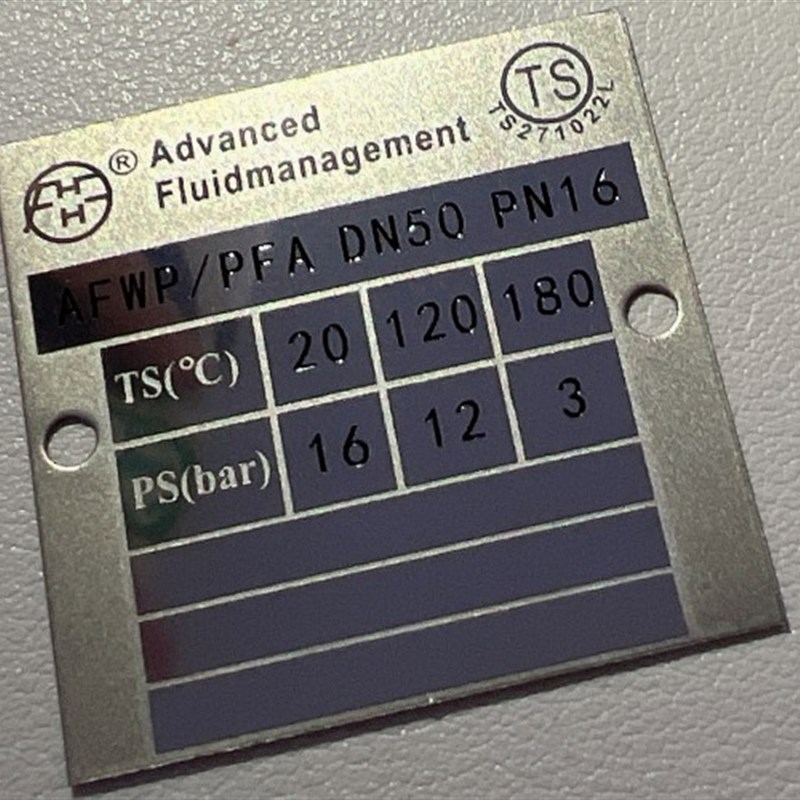 ® Advanced
Fluidmanagement
TS
TS271022L
AFWP/PFA DN50 PN16
TS(°C) 20 120 180
PS(bar) 16 12 3